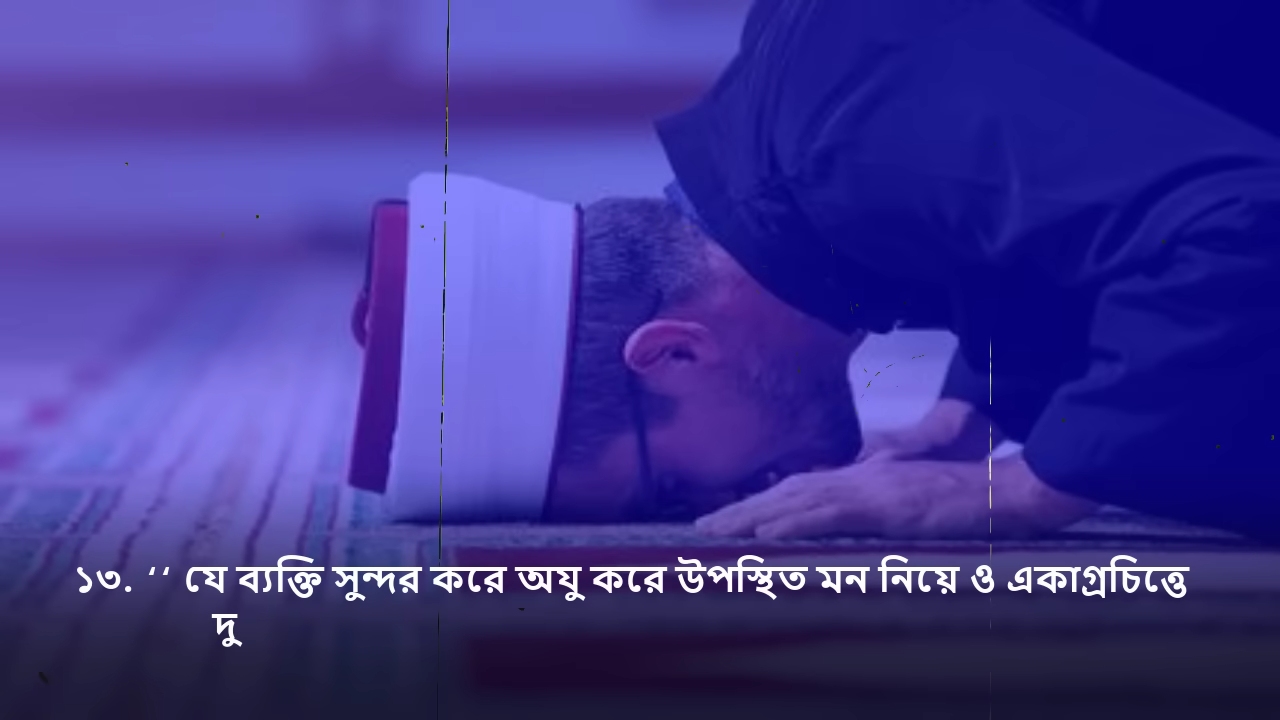 ১৩. ‘‘ যে ব্যক্তি সুন্দর করে অযু করে উপস্থিত মন নিয়ে ও একাগ্রচিত্তে
দু